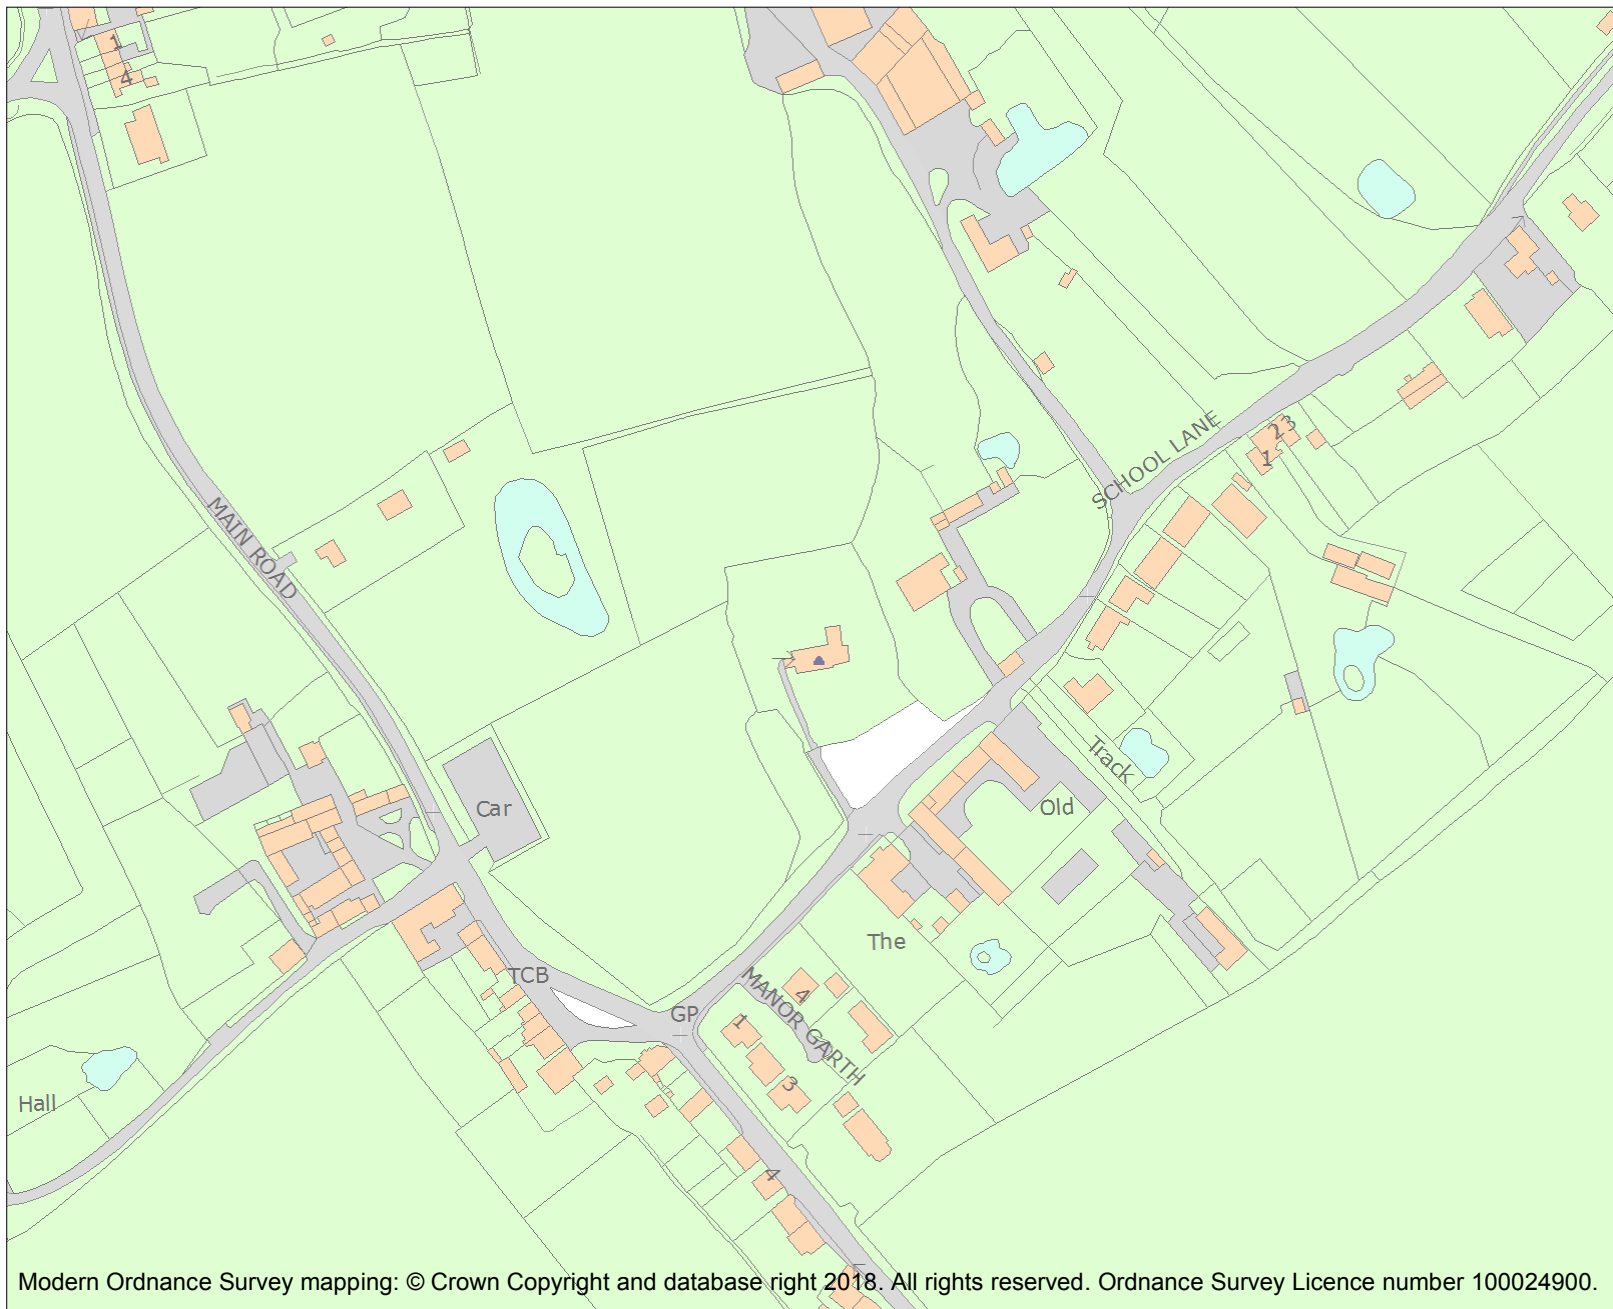 1
4
MAIN ROAD
SCHOOL LANE
23
1
Track
Car
Old
The
TCB
GP
MANOR GARTH
4
1
3
Hall
4
Modern Ordnance Survey mapping: © Crown Copyright and database right 2018. All rights reserved. Ordnance Survey Licence number 100024900.